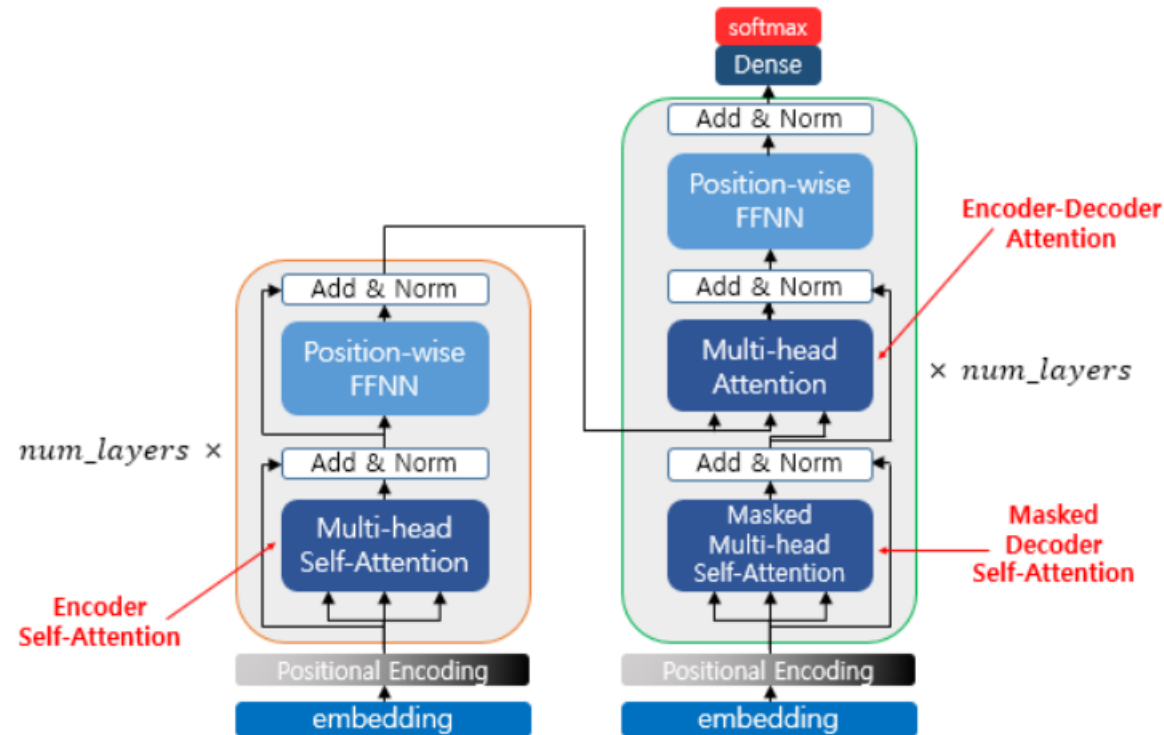 softmax
Dense
Add & Norm
Position-wise
FFNN
Encoder-Decoder
Attention
Add & Norm
Multi-head
Attention
× num_layers
Add & Norm
Masked
Multi-head
Self-Attention
Masked
Decoder
Self-Attention
Positional Encoding
embedding
Add & Norm
Position-wise
FFNN
num_layers ×
Add & Norm
Multi-head
Self-Attention
Encoder
Self-Attention
Positional Encoding
embedding